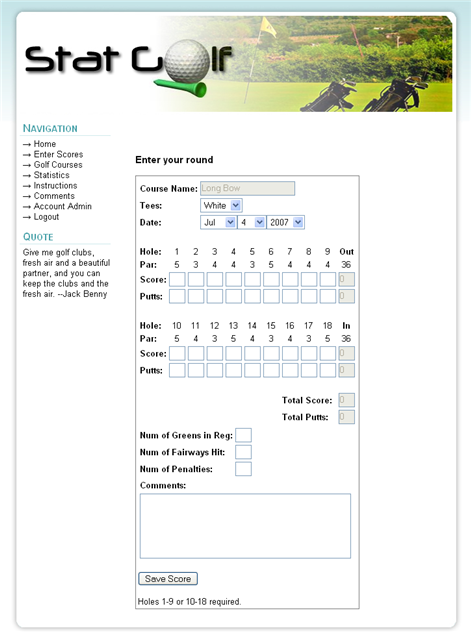 Stat Golf
Navigation
→ Home
→ Enter Scores
→ Golf Courses
→ Statistics
→ Instructions
→ Comments
→ Account Admin
→ Logout
Quote
Give me golf clubs,
fresh air and a beautiful
partner, and you can
keep the clubs and the
fresh air. --Jack Benny
Enter your round
Course Name: Long Bow
Tees: White
Date: Jul 4 2007
Hole: 1 2 3 4 5 6 7 8 9 Out
Par: 5 3 4 4 3 5 4 4 4 36
Score: 0
Putts: 0
Hole: 10 11 12 13 14 15 16 17 18 In
Par: 5 4 3 5 4 3 4 3 5 36
Score: 0
Putts: 0
Total Score: 0
Total Putts: 0
Num of Greens in Reg:
Num of Fairways Hit:
Num of Penalties:
Comments:
Save Score
Holes 1-9 or 10-18 required.